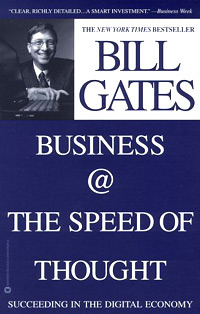 "CLEAR, RICHLY DETAILED...A SMART INVESTMENT."—Business Week
THE NEW YORK TIMES BESTSELLER
BILL
GATES
BUSINESS
@
THE SPEED OF
THOUGHT
SUCCEEDING IN THE DIGITAL ECONOMY